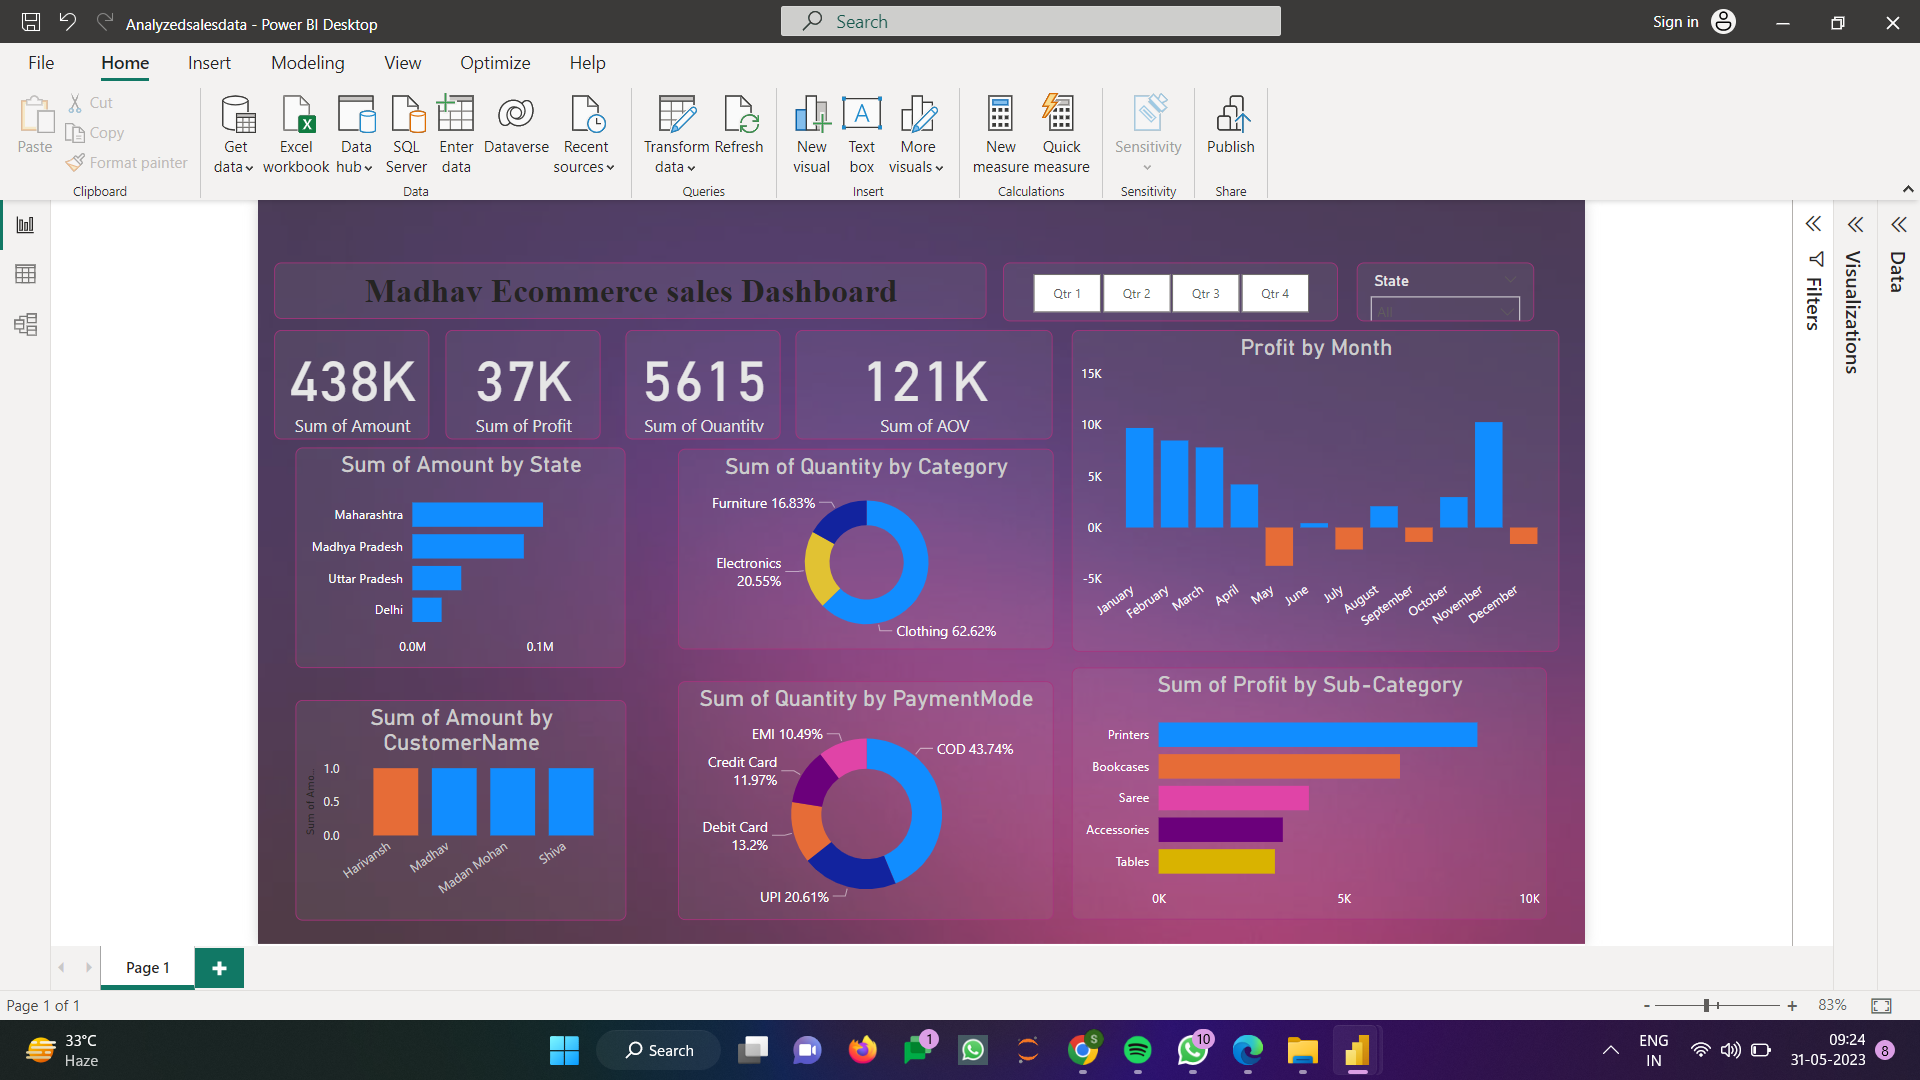 Analyzedsalesdata - Power BI Desktop
Search
Sign in
File Home Insert Modeling View Optimize Help
Paste
Cut
Copy
Format painter
Clipboard
Get data
Excel workbook
Data hub
SQL Server
Enter data
Dataverse
Recent sources
Data
Transform data
Refresh
Queries
New visual
Text box
More visuals
Insert
New measure
Quick measure
Calculations
Sensitivity
Sensitivity
Publish
Share
Madhav Ecommerce sales Dashboard
Qtr 1 Qtr 2 Qtr 3 Qtr 4
State
All
438K
Sum of Amount
37K
Sum of Profit
5615
Sum of Quantity
121K
Sum of AOV
Profit by Month
15K
10K
5K
0K
-5K
January February March April May June July August September October November December
Sum of Amount by State
Maharashtra
Madhya Pradesh
Uttar Pradesh
Delhi
0.0M 0.1M
Sum of Quantity by Category
Furniture 16.83%
Electronics
20.55%
Clothing 62.62%
Sum of Amount by
CustomerName
Sum of Amo...
1.0
0.5
0.0
Harivansh Madhav Madan Mohan Shiva
Sum of Quantity by PaymentMode
EMI 10.49%
COD 43.74%
Credit Card
11.97%
Debit Card
13.2%
UPI 20.61%
Sum of Profit by Sub-Category
Printers
Bookcases
Saree
Accessories
Tables
0K 5K 10K
Filters
Visualizations
Data
Page 1
Page 1 of 1
- + 83%
33°C
Haze
Search
1
S
10
ENG
IN
09:24
31-05-2023
8